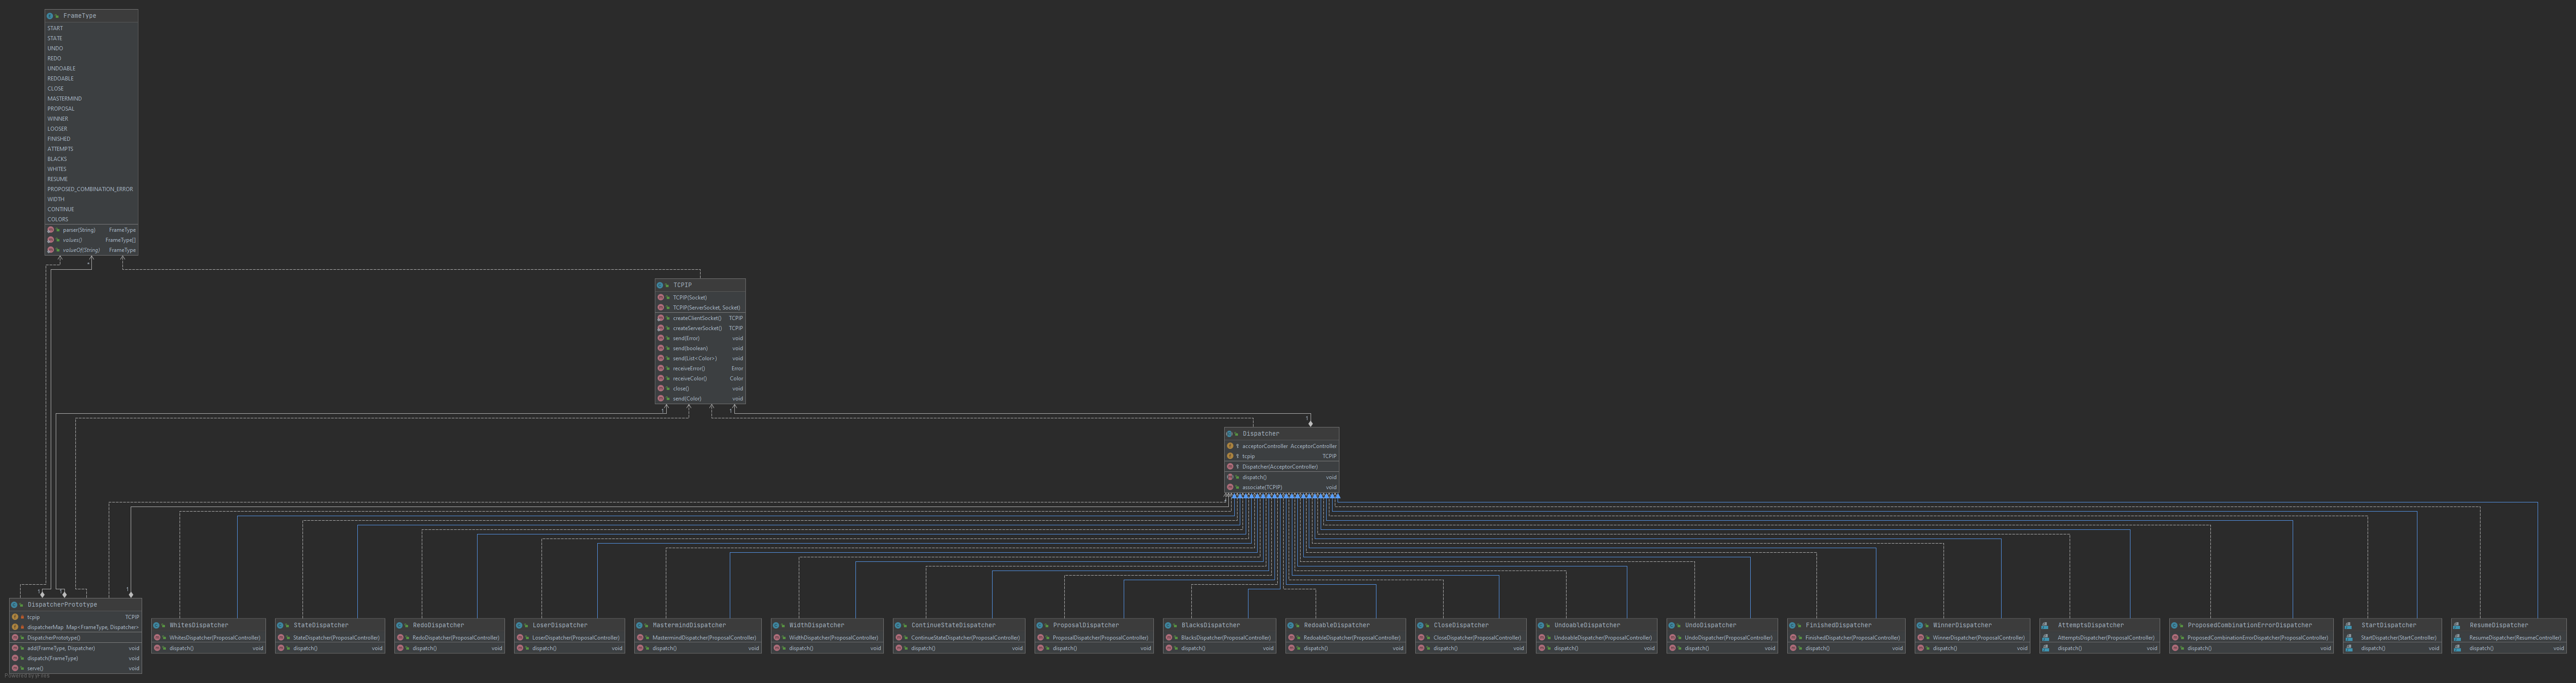 FrameType
START
STATE
UNDO
REDO
UNDOABLE
REDOABLE
CLOSE
MASTERMIND
PROPOSAL
WINNER
LOOSER
FINISHED
ATTEMPTS
BLACKS
WHITES
RESUME
PROPOSED_COMBINATION_ERROR
WIDTH
CONTINUE
COLORS
parser(String) FrameType
values() FrameType[]
valueOf(String) FrameType
TCPIP
TCPIP(Socket)
TCPIP(ServerSocket, Socket)
createClientSocket() TCPIP
createServerSocket() TCPIP
send(Error) void
send(boolean) void
send(List<Color>) void
receiveError() Error
receiveColor() Color
close() void
send(Color) void
Dispatcher
acceptorController AcceptorController
tcpip TCPIP
Dispatcher(AcceptorController)
dispatch() void
associate(TCPIP) void
DispatcherPrototype
tcpip TCPIP
dispatcherMap Map<FrameType, Dispatcher>
DispatcherPrototype()
add(FrameType, Dispatcher) void
dispatch(FrameType) void
serve() void
WhitesDispatcher
WhitesDispatcher(ProposalController)
dispatch() void
StateDispatcher
StateDispatcher(ProposalController)
dispatch() void
RedoDispatcher
RedoDispatcher(ProposalController)
dispatch() void
LoserDispatcher
LoserDispatcher(ProposalController)
dispatch() void
MastermindDispatcher
MastermindDispatcher(ProposalController)
dispatch() void
WidthDispatcher
WidthDispatcher(ProposalController)
dispatch() void
ContinueStateDispatcher
ContinueStateDispatcher(ProposalController)
dispatch() void
ProposalDispatcher
ProposalDispatcher(ProposalController)
dispatch() void
BlacksDispatcher
BlacksDispatcher(ProposalController)
dispatch() void
RedoableDispatcher
RedoableDispatcher(ProposalController)
dispatch() void
CloseDispatcher
CloseDispatcher(ProposalController)
dispatch() void
UndoableDispatcher
UndoableDispatcher(ProposalController)
dispatch() void
UndoDispatcher
UndoDispatcher(ProposalController)
dispatch() void
FinishedDispatcher
FinishedDispatcher(ProposalController)
dispatch() void
WinnerDispatcher
WinnerDispatcher(ProposalController)
dispatch() void
AttemptsDispatcher
AttemptsDispatcher(ProposalController)
dispatch() void
ProposedCombinationErrorDispatcher
ProposedCombinationErrorDispatcher(ProposalController)
dispatch() void
StartDispatcher
StartDispatcher(StartController)
dispatch() void
ResumeDispatcher
ResumeDispatcher(ResumeController)
dispatch() void
Powered by yFiles